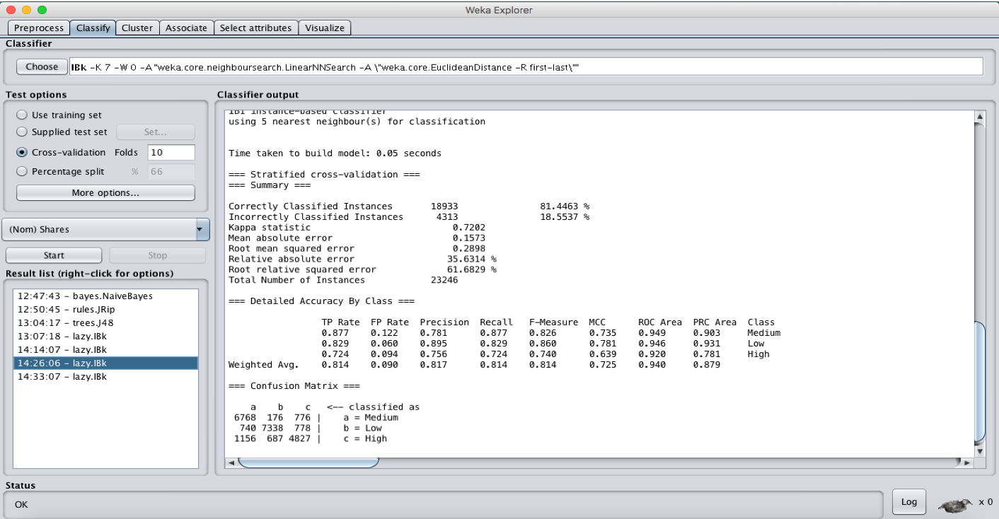 Weka Explorer
Preprocess Classify Cluster Associate Select attributes Visualize
Classifier
Choose IBk -K 7 -W 0 -A "weka.core.neighboursearch.LinearNNSearch -A \"weka.core.EuclideanDistance -R first-last\""
Test options
Use training set
Supplied test set Set...
Cross-validation Folds 10
Percentage split % 66
More options...
(Nom) Shares
Start Stop
Result list (right-click for options)
12:47:43 - bayes.NaiveBayes
12:50:45 - rules.JRip
13:04:17 - trees.J48
13:07:18 - lazy.IBk
14:14:07 - lazy.IBk
14:26:06 - lazy.IBk
14:33:07 - lazy.IBk
Classifier output
IB1 instance-based classifier
using 5 nearest neighbour(s) for classification
Time taken to build model: 0.05 seconds
=== Stratified cross-validation ===
=== Summary ===
Correctly Classified Instances 18933 81.4463 %
Incorrectly Classified Instances 4313 18.5537 %
Kappa statistic 0.7202
Mean absolute error 0.1573
Root mean squared error 0.2898
Relative absolute error 35.6314 %
Root relative squared error 61.6829 %
Total Number of Instances 23246
=== Detailed Accuracy By Class ===
TP Rate FP Rate Precision Recall F-Measure MCC ROC Area PRC Area Class
0.877 0.122 0.781 0.877 0.826 0.735 0.949 0.903 Medium
0.829 0.060 0.895 0.829 0.860 0.781 0.946 0.931 Low
0.724 0.094 0.756 0.724 0.740 0.639 0.920 0.781 High
Weighted Avg. 0.814 0.090 0.817 0.814 0.814 0.725 0.940 0.879
=== Confusion Matrix ===
a b c <-- classified as
6768 176 776 | a = Medium
740 7338 778 | b = Low
1156 687 4827 | c = High
Status
OK
Log
x 0